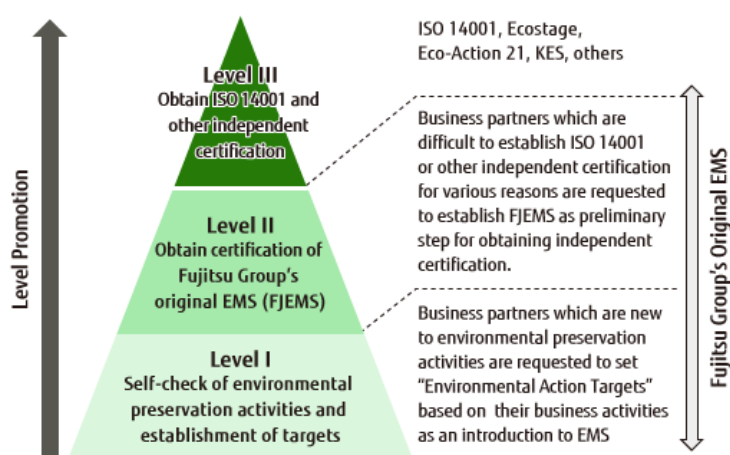 Level Promotion
Level III
Obtain ISO 14001 and
other independent
certification
Level II
Obtain certification of
Fujitsu Group's
original EMS (FJEMS)
Level I
Self-check of environmental
preservation activities and
establishment of targets
ISO 14001, Ecostage,
Eco-Action 21, KES, others
Business partners which are
difficult to establish ISO 14001
or other independent certification
for various reasons are requested
to establish FJEMS as preliminary
step for obtaining independent
certification.
Business partners which are new
to environmental preservation
activities are requested to set
“Environmental Action Targets”
based on their business activities
as an introduction to EMS
Fujitsu Group's Original EMS